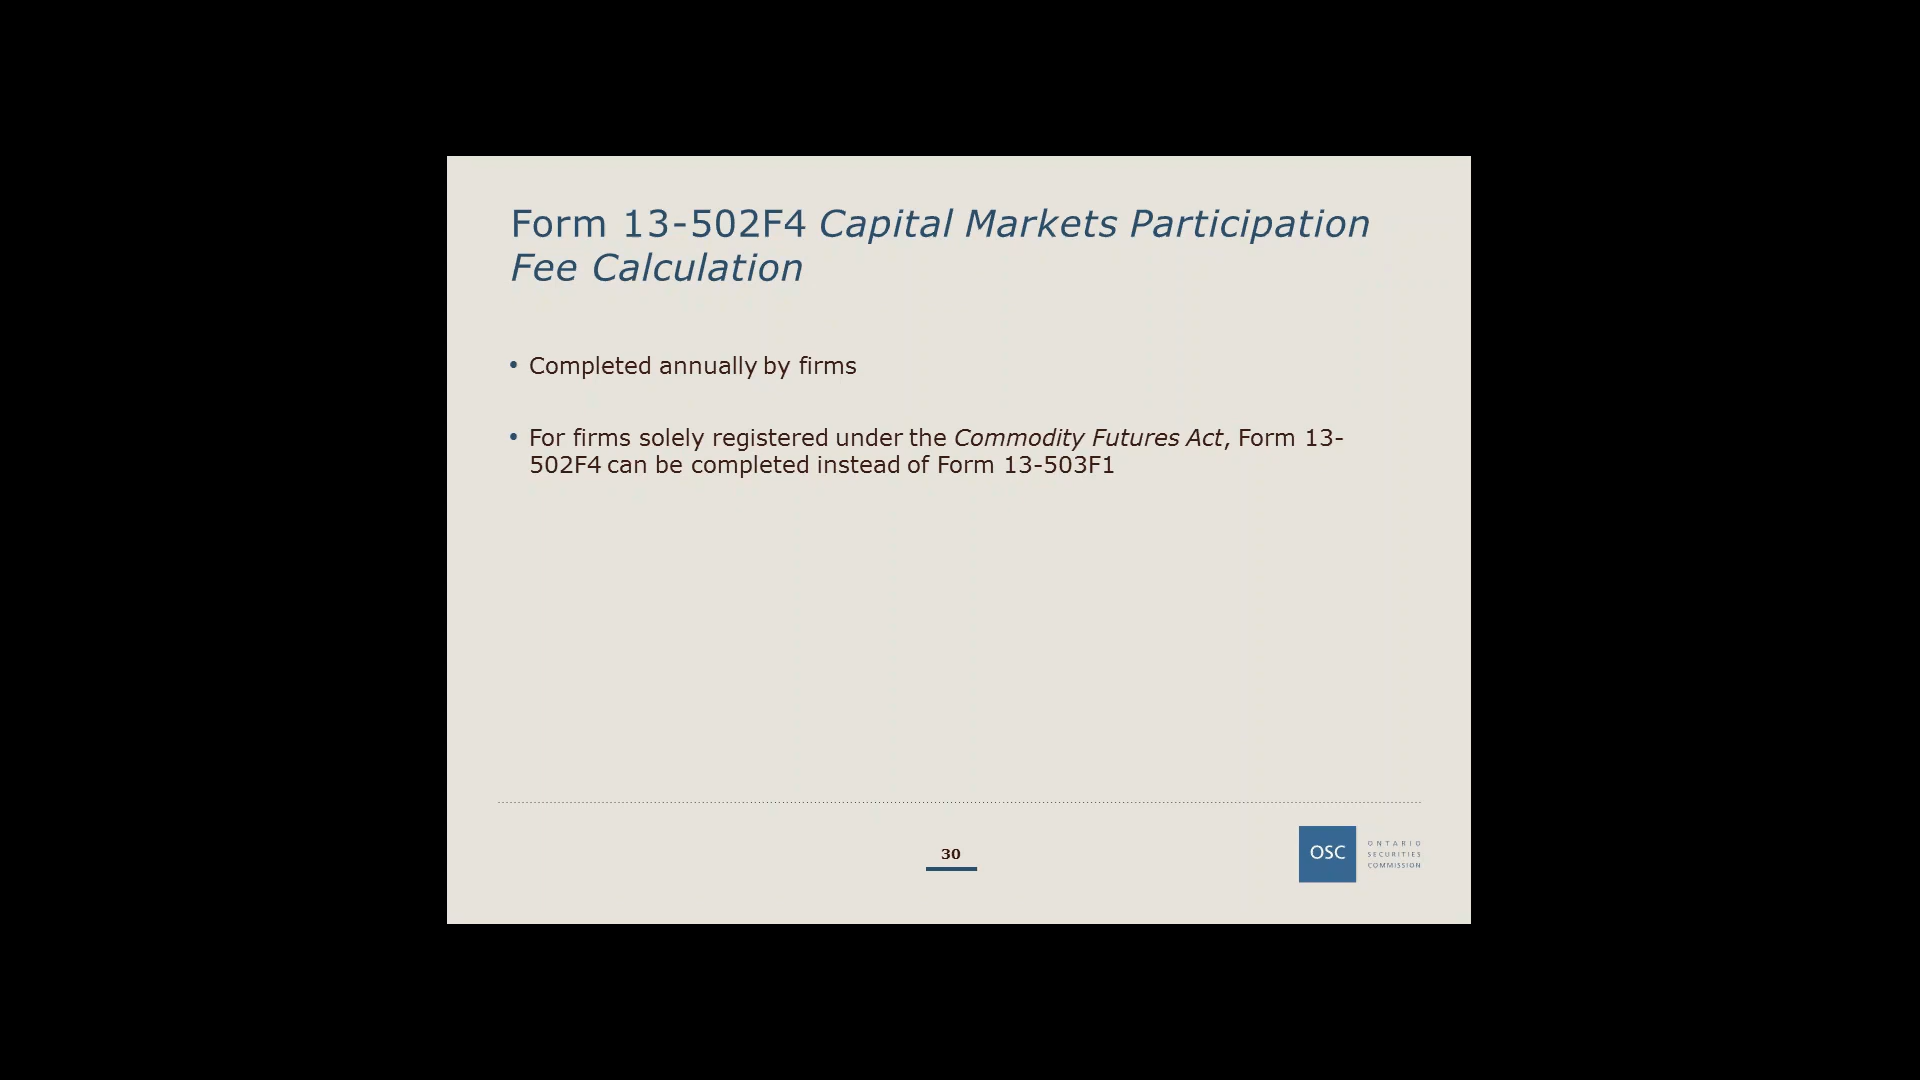 Form 13-502F4 Capital Markets Participation
Fee Calculation
• Completed annually by firms
• For firms solely registered under the Commodity Futures Act, Form 13-
502F4 can be completed instead of Form 13-503F1
30
OSC
ONTARIO
SECURITIES
COMMISSION